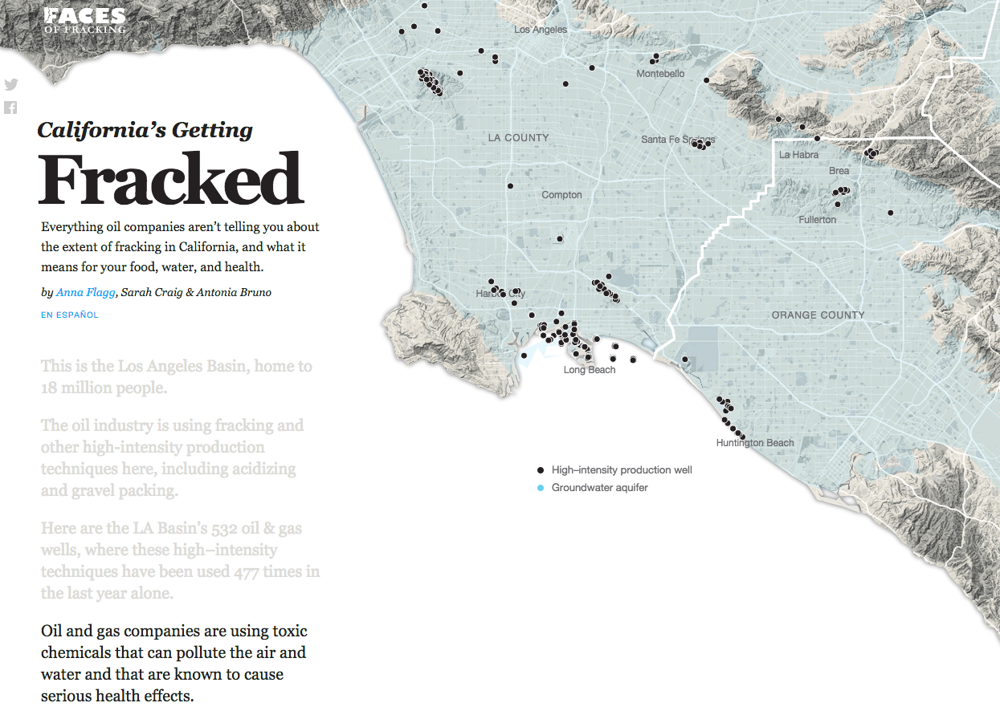 FACES
OF FRACKING
California’s Getting
Fracked
Everything oil companies aren’t telling you about
the extent of fracking in California, and what it
means for your food, water, and health.
by Anna Flagg, Sarah Craig & Antonia Bruno
EN ESPAÑOL
This is the Los Angeles Basin, home to
18 million people.
The oil industry is using fracking and
other high-intensity production
techniques here, including acidizing
and gravel packing.
Here are the LA Basin’s 532 oil & gas
wells, where these high–intensity
techniques have been used 477 times in
the last year alone.
Oil and gas companies are using toxic
chemicals that can pollute the air and
water and that are known to cause
serious health effects.
Los Angeles
Montebello
LA COUNTY
Santa Fe Springs
La Habra
Brea
Compton
Fullerton
Harbor City
ORANGE COUNTY
Long Beach
Huntington Beach
High–intensity production well
Groundwater aquifer